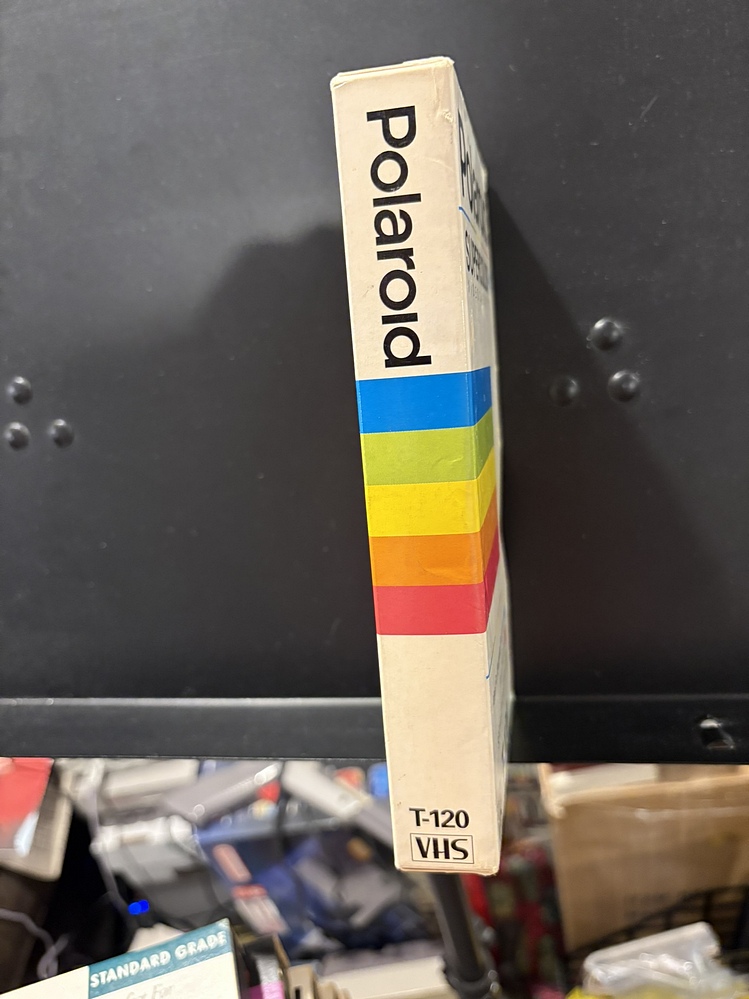 Polaroid
T-120
VHS
STANDARD GRADE